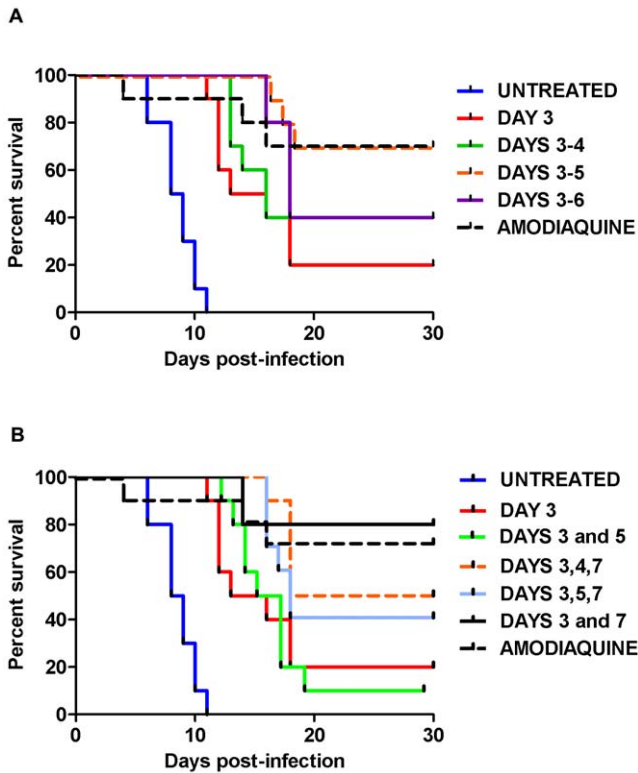 A
100
80
60
40
20
0
Percent survival
0 10 20 30
Days post-infection
UNTREATED
DAY 3
DAYS 3-4
DAYS 3-5
DAYS 3-6
AMODIAQUINE
B
100
80
60
40
20
0
Percent survival
0 10 20 30
Days post-infection
UNTREATED
DAY 3
DAYS 3 and 5
DAYS 3,4,7
DAYS 3,5,7
DAYS 3 and 7
AMODIAQUINE